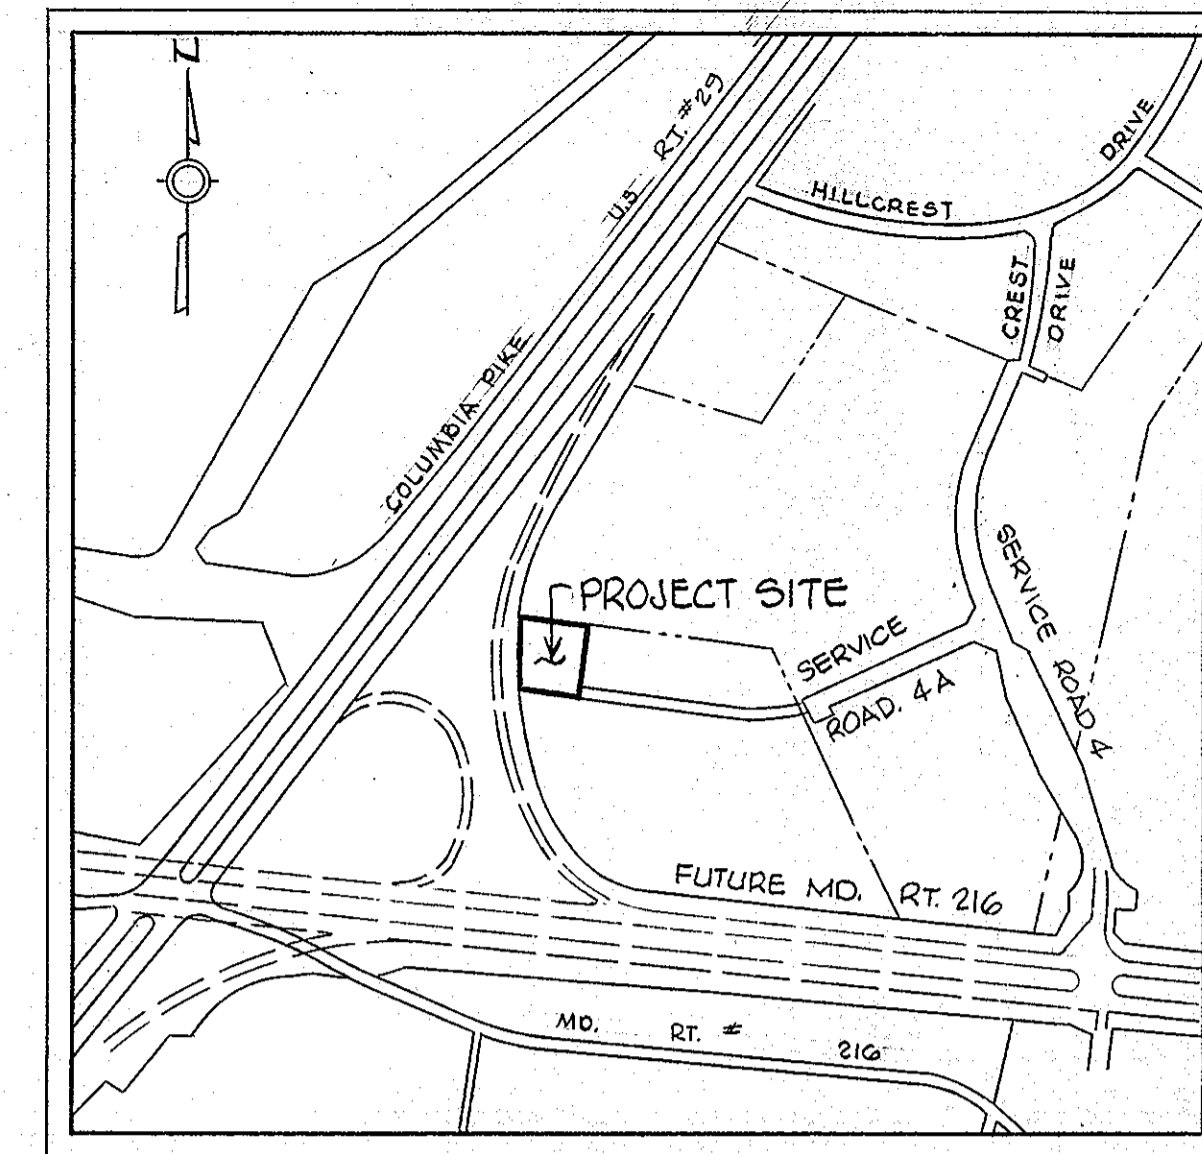 N
U.S. RT. #29
DRIVE
HILLCREST
CREST
DRIVE
COLUMBIA PIKE
PROJECT SITE
SERVICE
ROAD. 4A
SERVICE ROAD 4
FUTURE MD. RT. 216
MD. RT. # 216